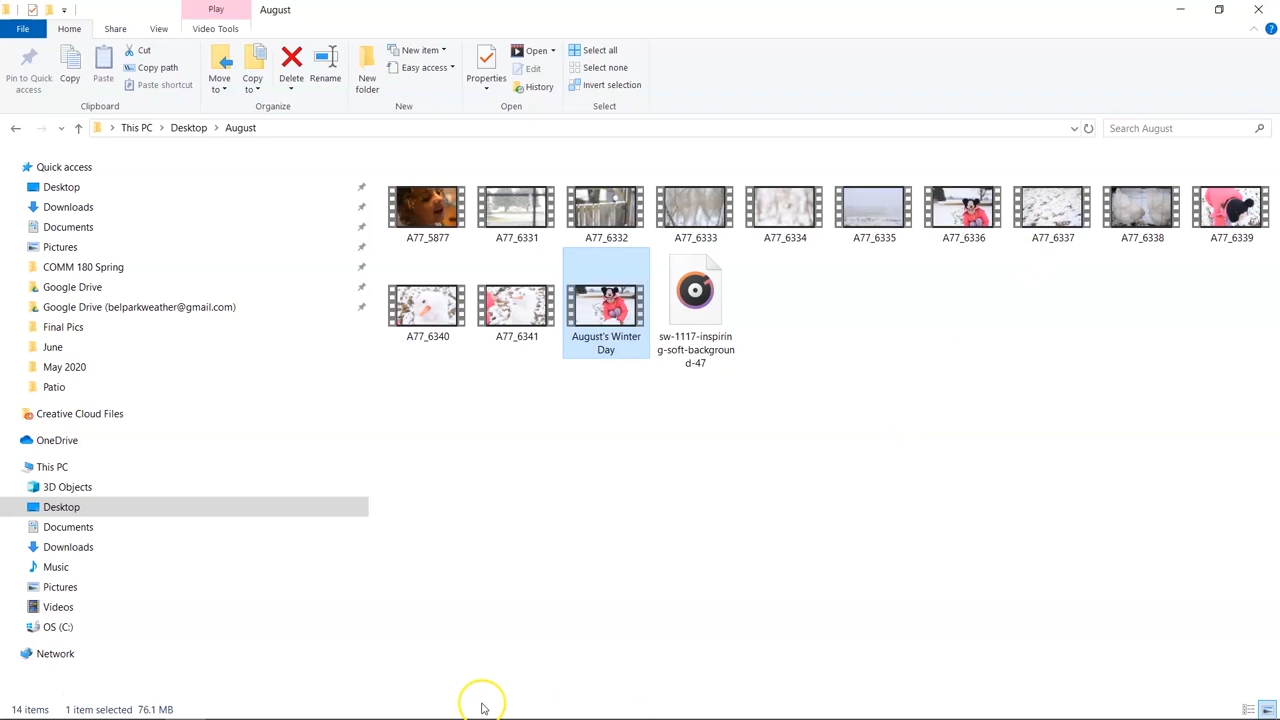 Play
August
File
Home
Share
View
Video Tools
Pin to Quick
access
Copy
Paste
Cut
Copy path
Paste shortcut
Clipboard
Move
to
Copy
to
Delete
Rename
Organize
New
folder
New item
Easy access
New
Properties
Open
Edit
History
Open
Select all
Select none
Invert selection
Select
This PC
Desktop
August
Search August
Quick access
Desktop
Downloads
Documents
Pictures
COMM 180 Spring
Google Drive
Google Drive (belparkweather@gmail.com)
Final Pics
June
May 2020
Patio
Creative Cloud Files
OneDrive
This PC
3D Objects
Desktop
Documents
Downloads
Music
Pictures
Videos
OS (C:)
Network
A77_5877
A77_6331
A77_6332
A77_6333
A77_6334
A77_6335
A77_6336
A77_6337
A77_6338
A77_6339
A77_6340
A77_6341
August's Winter
Day
sw-1117-inspirin
g-soft-backgroun
d-47
14 items
1 item selected 76.1 MB